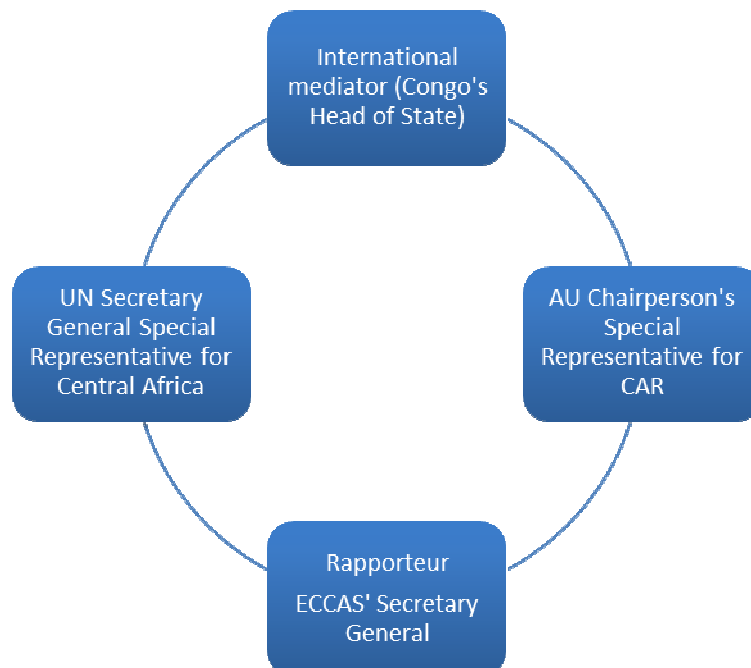 International
mediator (Congo's
Head of State)
UN Secretary
General Special
Representative for
Central Africa
AU Chairperson's
Special
Representative for
CAR
Rapporteur
ECCAS' Secretary
General